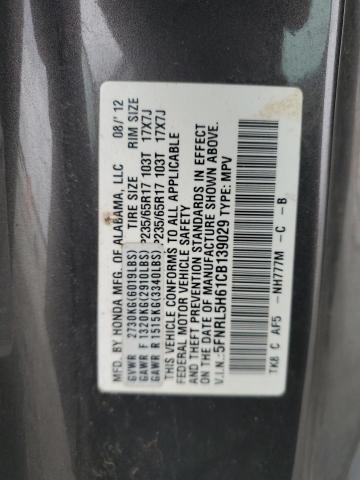 MFD. BY HONDA MFG. OF ALABAMA, LLC 08/'12
TIRE SIZE RIM SIZE
GVWR 2730KG(6019LBS)
GAWR F 1320KG(2910LBS) P235/65R17 103T 17X7J
GAWR R 1515KG(3340LBS) P235/65R17 103T 17X7J
THIS VEHICLE CONFORMS TO ALL APPLICABLE
FEDERAL MOTOR VEHICLE SAFETY
AND THEFT PREVENTION STANDARDS IN EFFECT
ON THE DATE OF MANUFACTURE SHOWN ABOVE.
V.I.N.:5FNRL5H61CB139029 TYPE: MPV
TK8 C AF5 -NH777M -C -B